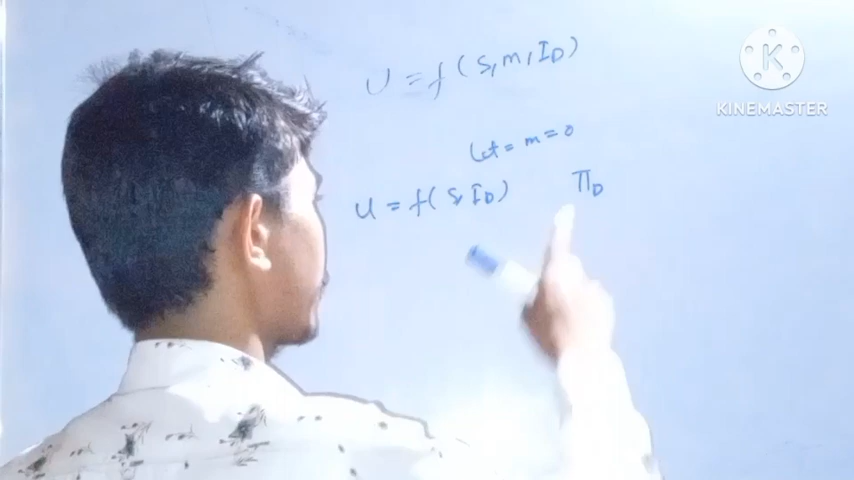 U = f (S, M, I_D)
Let = m = 0
U = f (S, I_D) Π_D
K
KINEMASTER